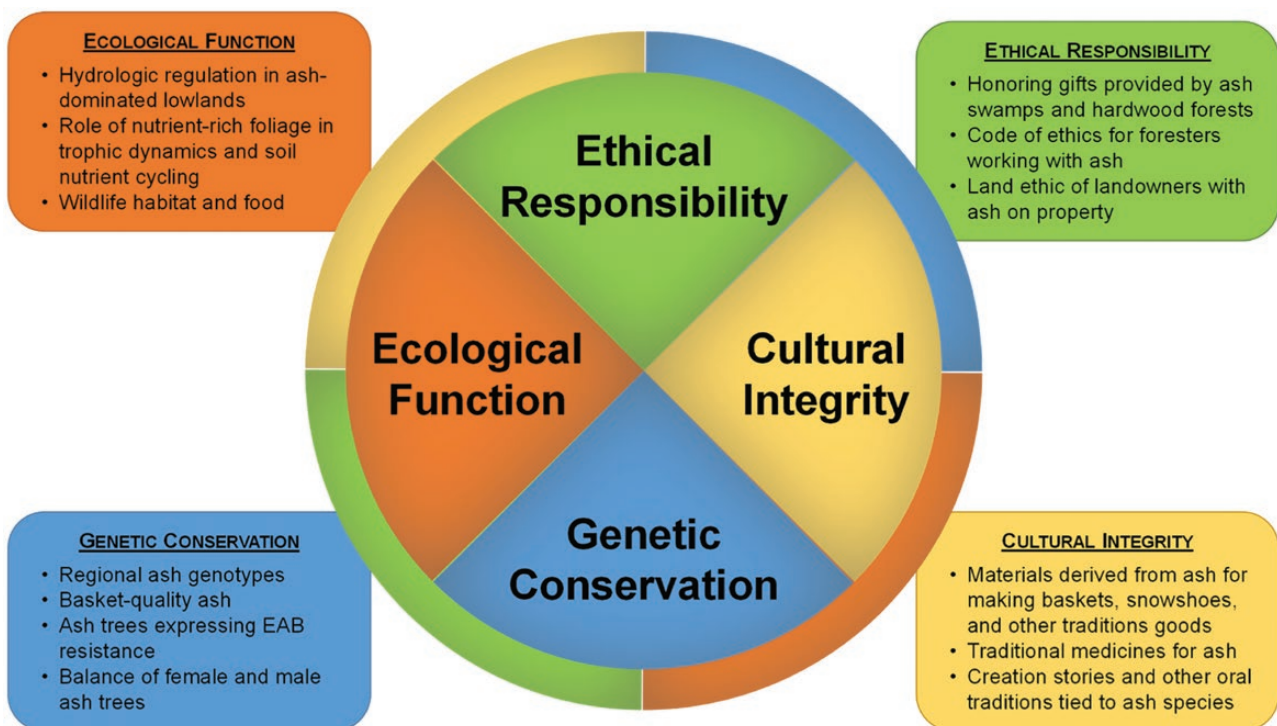 ECOLOGICAL FUNCTION
• Hydrologic regulation in ash-
dominated lowlands
• Role of nutrient-rich foliage in
trophic dynamics and soil
nutrient cycling
• Wildlife habitat and food
ETHICAL RESPONSIBILITY
• Honoring gifts provided by ash
swamps and hardwood forests
• Code of ethics for foresters
working with ash
• Land ethic of landowners with
ash on property
Ethical
Responsibility
Ecological
Function
Cultural
Integrity
Genetic
Conservation
GENETIC CONSERVATION
• Regional ash genotypes
• Basket-quality ash
• Ash trees expressing EAB
resistance
• Balance of female and male
ash trees
CULTURAL INTEGRITY
• Materials derived from ash for
making baskets, snowshoes,
and other traditions goods
• Traditional medicines for ash
• Creation stories and other oral
traditions tied to ash species